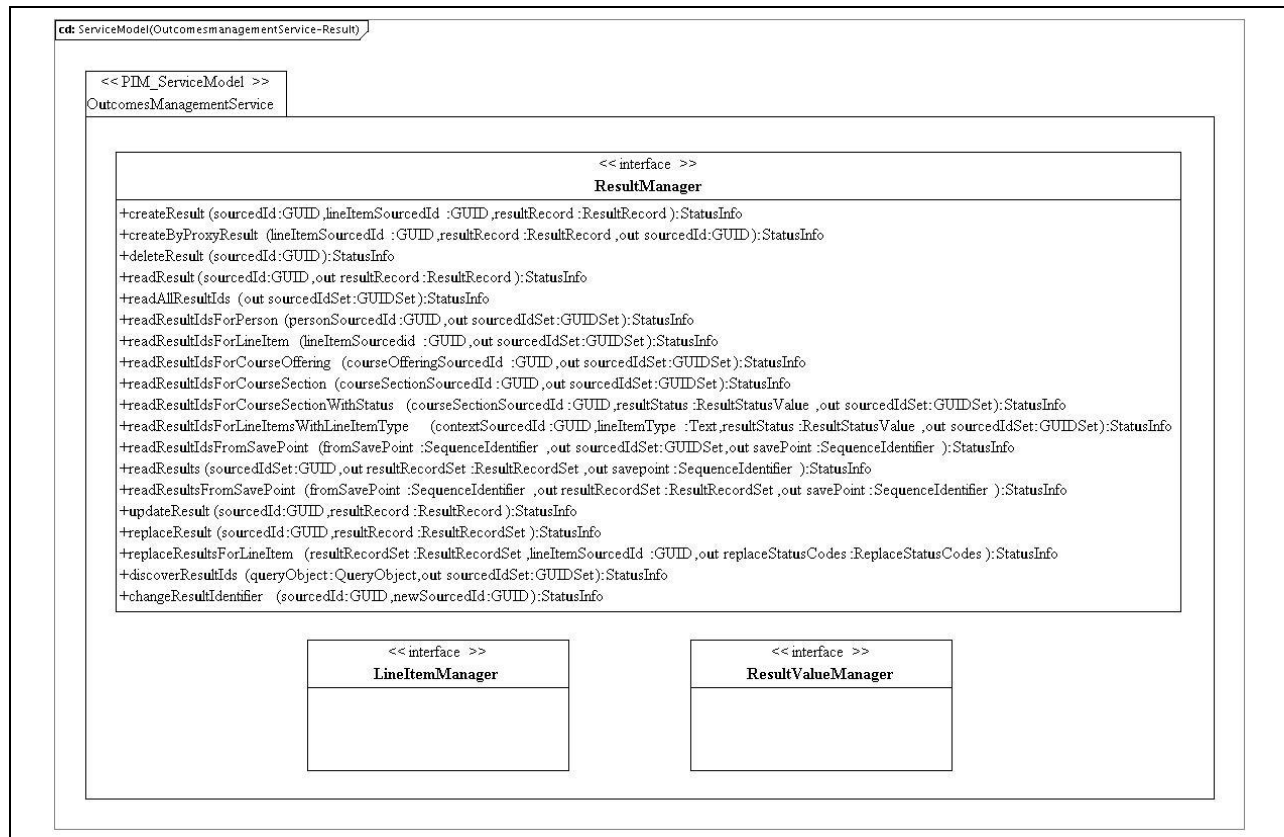 cd: ServiceModel(OutcomesmanagementService-Result)
<< PIM_ServiceModel >>
OutcomesManagementService
<< interface >>
ResultManager
+createResult (sourcedId:GUID,lineItemSourcedId :GUID,resultRecord:ResultRecord):StatusInfo
+createByProxyResult (lineItemSourcedId :GUID,resultRecord:ResultRecord,out sourcedId:GUID):StatusInfo
+deleteResult (sourcedId:GUID):StatusInfo
+readResult (sourcedId:GUID,out resultRecord:ResultRecord):StatusInfo
+readAllResultIds (out sourcedIdSet:GUIDSet):StatusInfo
+readResultIdsForPerson (personSourcedId:GUID,out sourcedIdSet:GUIDSet):StatusInfo
+readResultIdsForLineItem (lineItemSourcedid :GUID,out sourcedIdSet:GUIDSet):StatusInfo
+readResultIdsForCourseOffering (courseOfferingSourcedId :GUID,out sourcedIdSet:GUIDSet):StatusInfo
+readResultIdsForCourseSection (courseSectionSourcedId:GUID,out sourcedIdSet:GUIDSet):StatusInfo
+readResultIdsForCourseSectionWithStatus (courseSectionSourcedId:GUID,resultStatus:ResultStatusValue ,out sourcedIdSet:GUIDSet):StatusInfo
+readResultIdsForLineItemsWithLineItemType (contextSourcedId:GUID,lineItemType :Text,resultStatus:ResultStatusValue ,out sourcedIdSet:GUIDSet):StatusInfo
+readResultIdsFromSavePoint (fromSavePoint :SequenceIdentifier ,out sourcedIdSet:GUIDSet,out savePoint:SequenceIdentifier ):StatusInfo
+readResults (sourcedIdSet:GUID,out resultRecordSet:ResultRecordSet ,out savepoint:SequenceIdentifier ):StatusInfo
+readResultsFromSavePoint (fromSavePoint :SequenceIdentifier ,out resultRecordSet:ResultRecordSet ,out savePoint:SequenceIdentifier ):StatusInfo
+updateResult (sourcedId:GUID,resultRecord:ResultRecord):StatusInfo
+replaceResult (sourcedId:GUID,resultRecord:ResultRecordSet):StatusInfo
+replaceResultsForLineItem (resultRecordSet:ResultRecordSet ,lineItemSourcedId :GUID,out replaceStatusCodes:ReplaceStatusCodes):StatusInfo
+discoverResultIds (queryObject:QueryObject,out sourcedIdSet:GUIDSet):StatusInfo
+changeResultIdentifier (sourcedId:GUID,newSourcedId:GUID):StatusInfo
<< interface >>
LineItemManager
<< interface >>
ResultValueManager